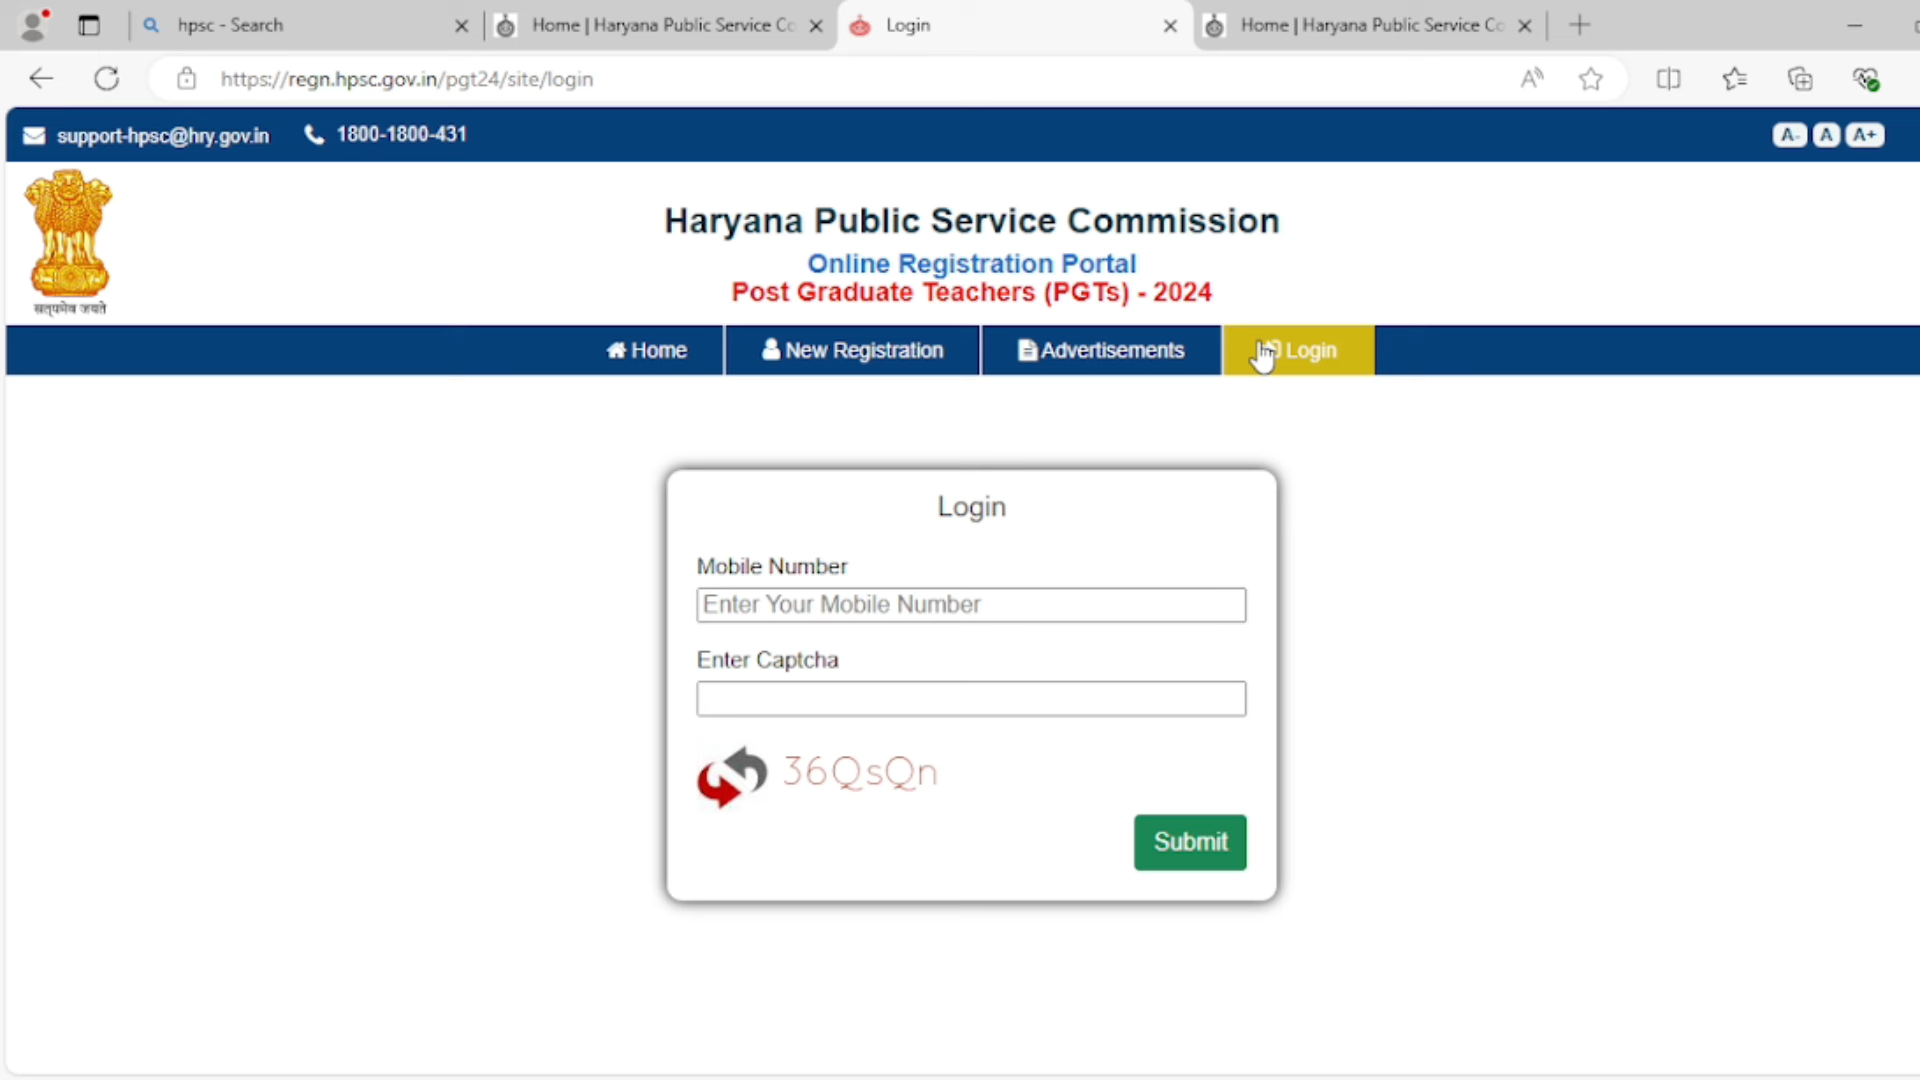 hpsc - Search
Home | Haryana Public Service Co
Login
Home | Haryana Public Service Co
https://regn.hpsc.gov.in/pgt24/site/login
support-hpsc@hry.gov.in
1800-1800-431
A-
A
A+
Haryana Public Service Commission
Online Registration Portal
Post Graduate Teachers (PGTs) - 2024
सत्यमेव जयते
Home
New Registration
Advertisements
Login
Login
Mobile Number
Enter Your Mobile Number
Enter Captcha
36QsQn
Submit